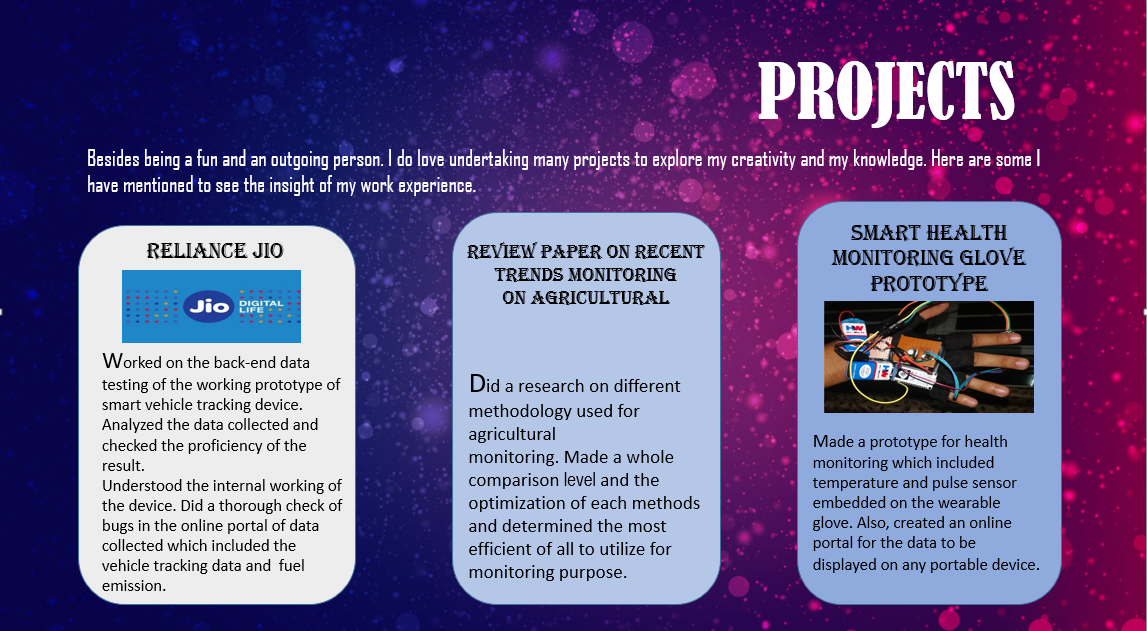 PROJECTS
Besides being a fun and an outgoing person. I do love undertaking many projects to explore my creativity and my knowledge. Here are some I
have mentioned to see the insight of my work experience.
RELIANCE JIO
Jio DIGITAL
LIFE
Worked on the back-end data
testing of the working prototype of
smart vehicle tracking device.
Analyzed the data collected and
checked the proficiency of the
result.
Understood the internal working of
the device. Did a thorough check of
bugs in the online portal of data
collected which included the
vehicle tracking data and fuel
emission.
REVIEW PAPER ON RECENT
TRENDS MONITORING
ON AGRICULTURAL
Did a research on different
methodology used for
agricultural
monitoring. Made a whole
comparison level and the
optimization of each methods
and determined the most
efficient of all to utilize for
monitoring purpose.
SMART HEALTH
MONITORING GLOVE
PROTOTYPE
HW
HW
Made a prototype for health
monitoring which included
temperature and pulse sensor
embedded on the wearable
glove. Also, created an online
portal for the data to be
displayed on any portable device.